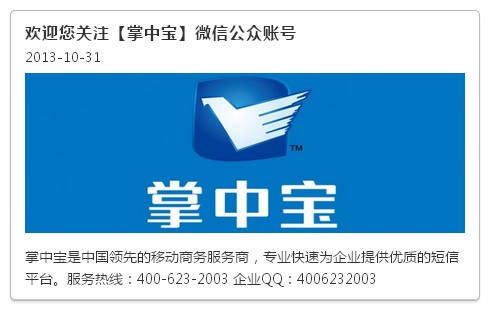 欢迎您关注【掌中宝】微信公众账号
2013-10-31
TM
掌中宝
掌中宝是中国领先的移动商务服务商，专业快速为企业提供优质的短信
平台。服务热线：400-623-2003 企业QQ：4006232003